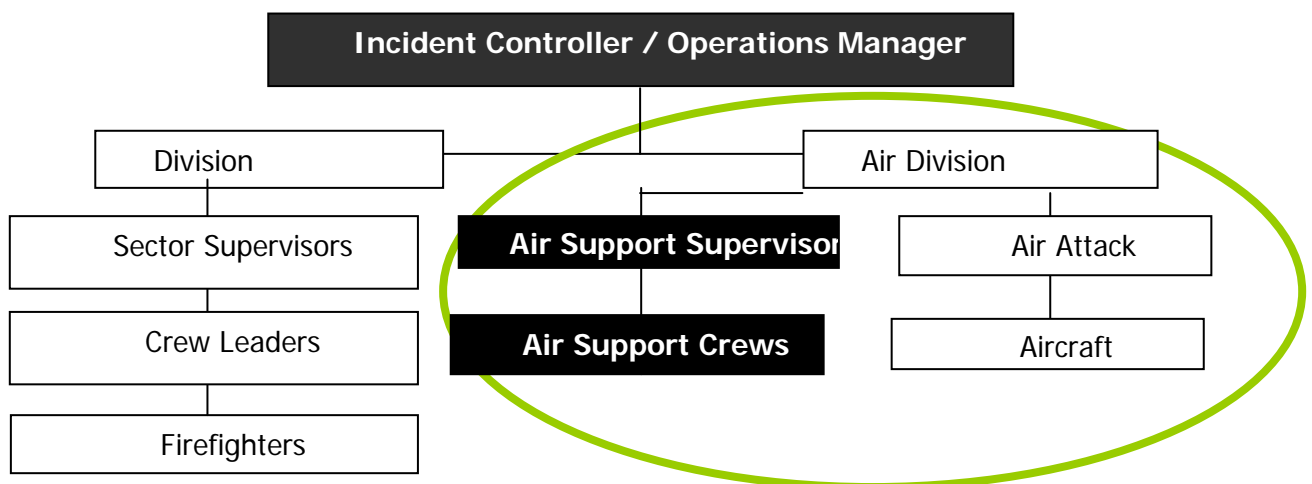 Incident Controller / Operations Manager
Division
Air Division
Sector Supervisors
Air Support Supervisor
Air Attack
Crew Leaders
Air Support Crews
Aircraft
Firefighters